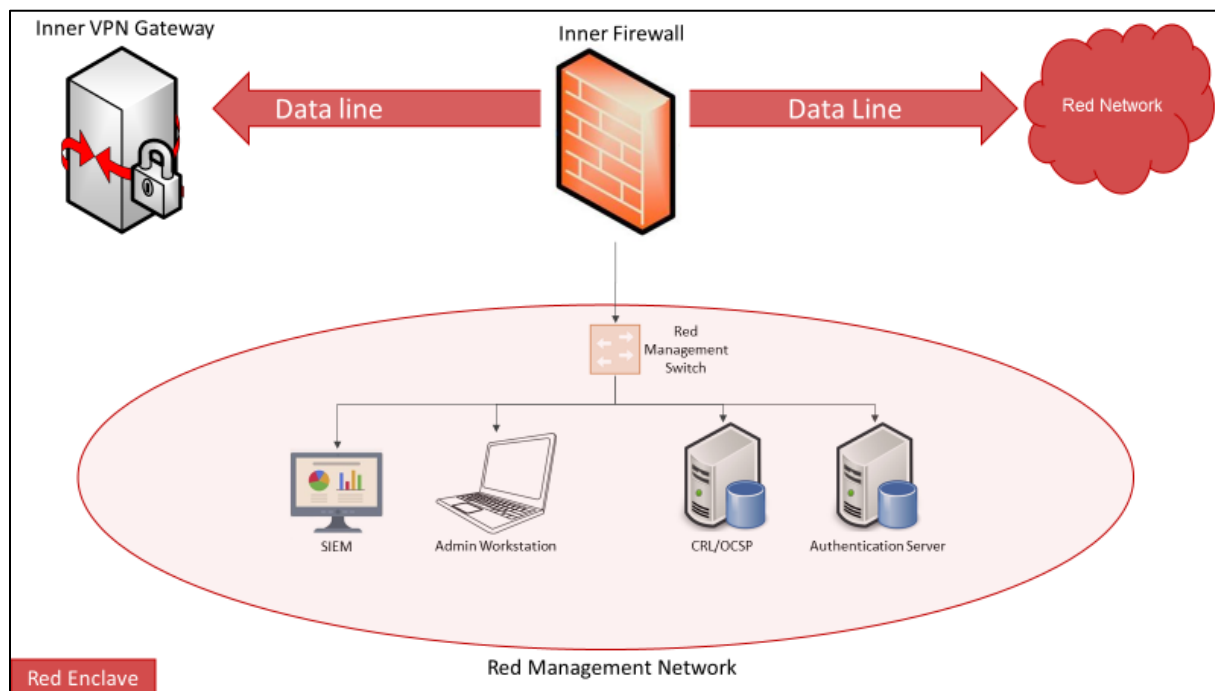 Inner VPN Gateway
Inner Firewall
Data line
Data Line
Red Network
Red
Management
Switch
SIEM
Admin Workstation
CRL/OCSP
Authentication Server
Red Management Network
Red Enclave